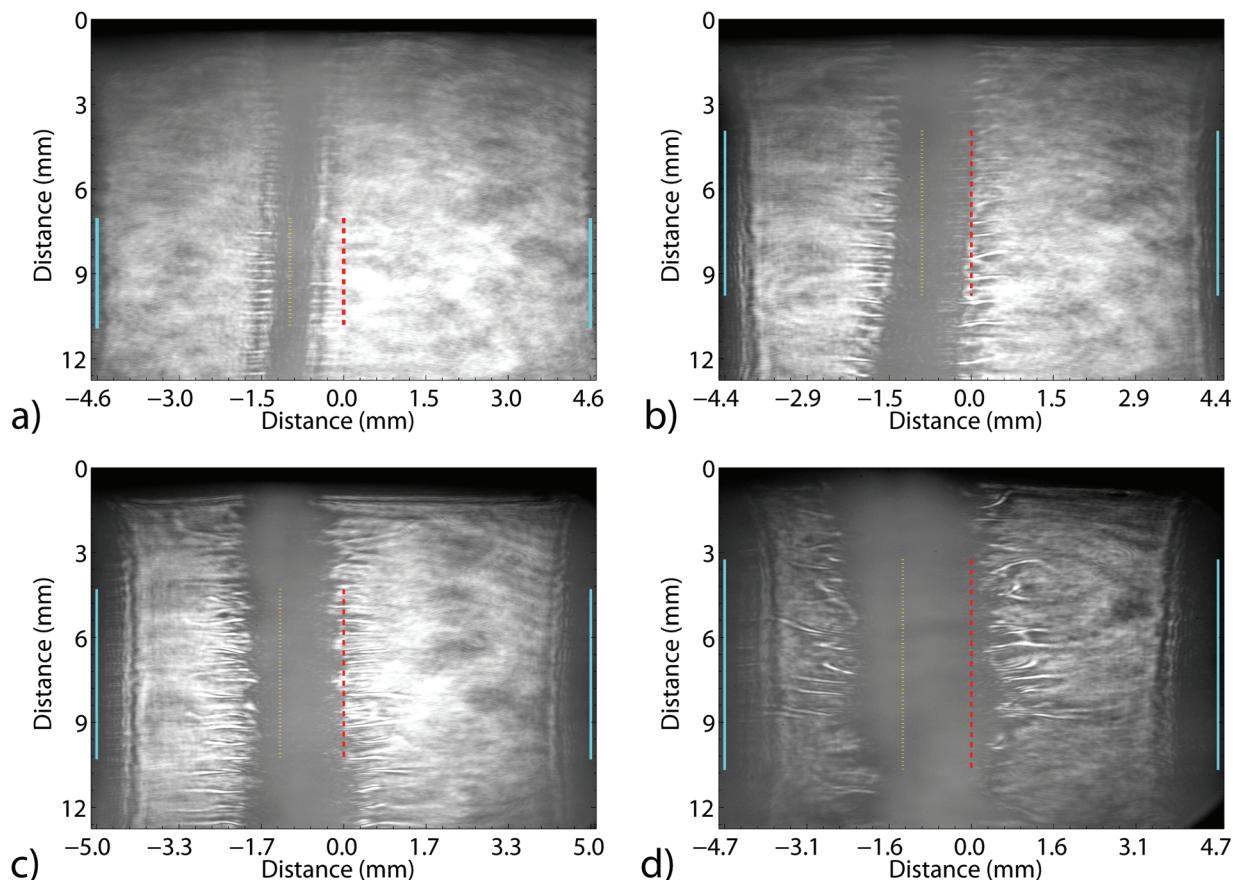 0
3
6
9
12
Distance (mm)
−4.6 −3.0 −1.5 0.0 1.5 3.0 4.6
Distance (mm)
a)
0
3
6
9
12
Distance (mm)
−4.4 −2.9 −1.5 0.0 1.5 2.9 4.4
Distance (mm)
b)
0
3
6
9
12
Distance (mm)
−5.0 −3.3 −1.7 0.0 1.7 3.3 5.0
Distance (mm)
c)
0
3
6
9
12
Distance (mm)
−4.7 −3.1 −1.6 0.0 1.6 3.1 4.7
Distance (mm)
d)